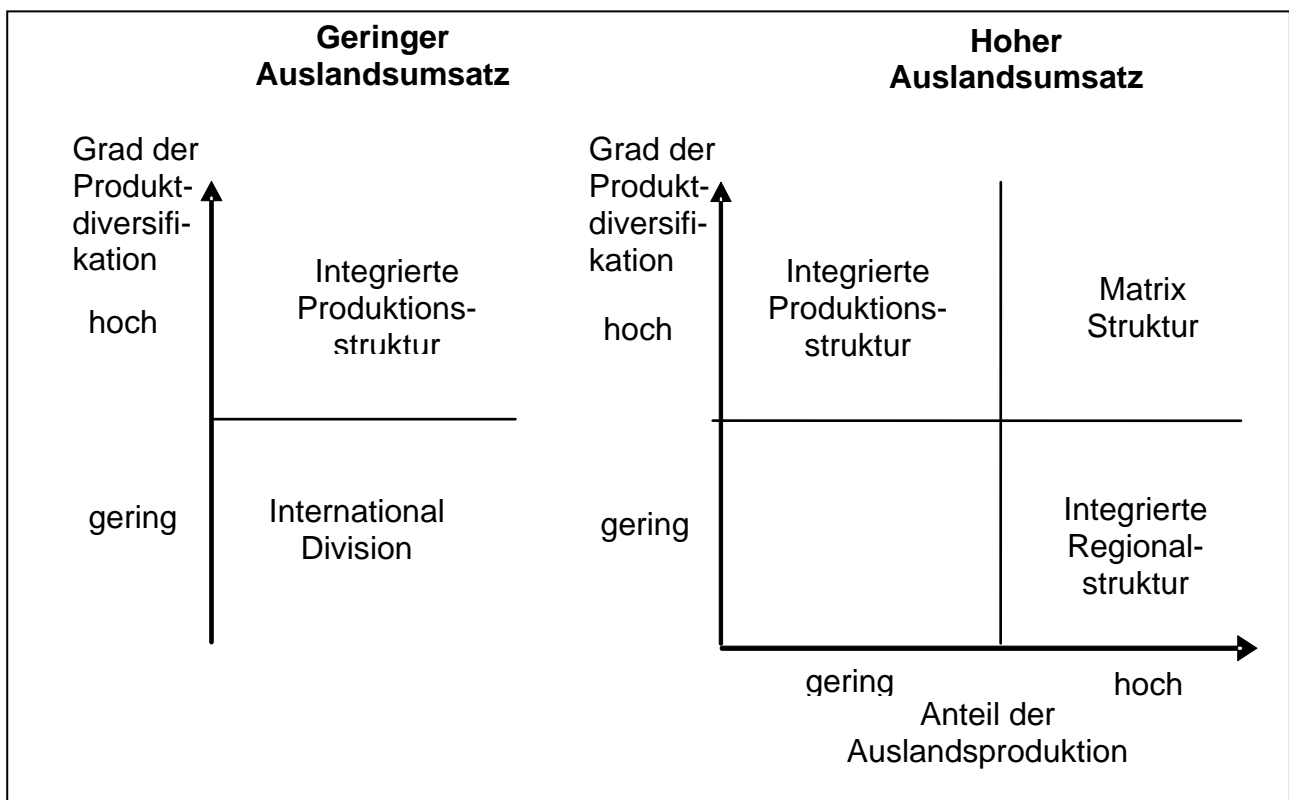 Geringer
Auslandsumsatz
Grad der
Produkt-
diversifi-
kation
hoch
Integrierte
Produktions-
struktur
gering
International
Division
Hoher
Auslandsumsatz
Grad der
Produkt-
diversifi-
kation
hoch
Integrierte
Produktions-
struktur
Matrix
Struktur
gering
Integrierte
Regional-
struktur
gering
hoch
Anteil der
Auslandsproduktion